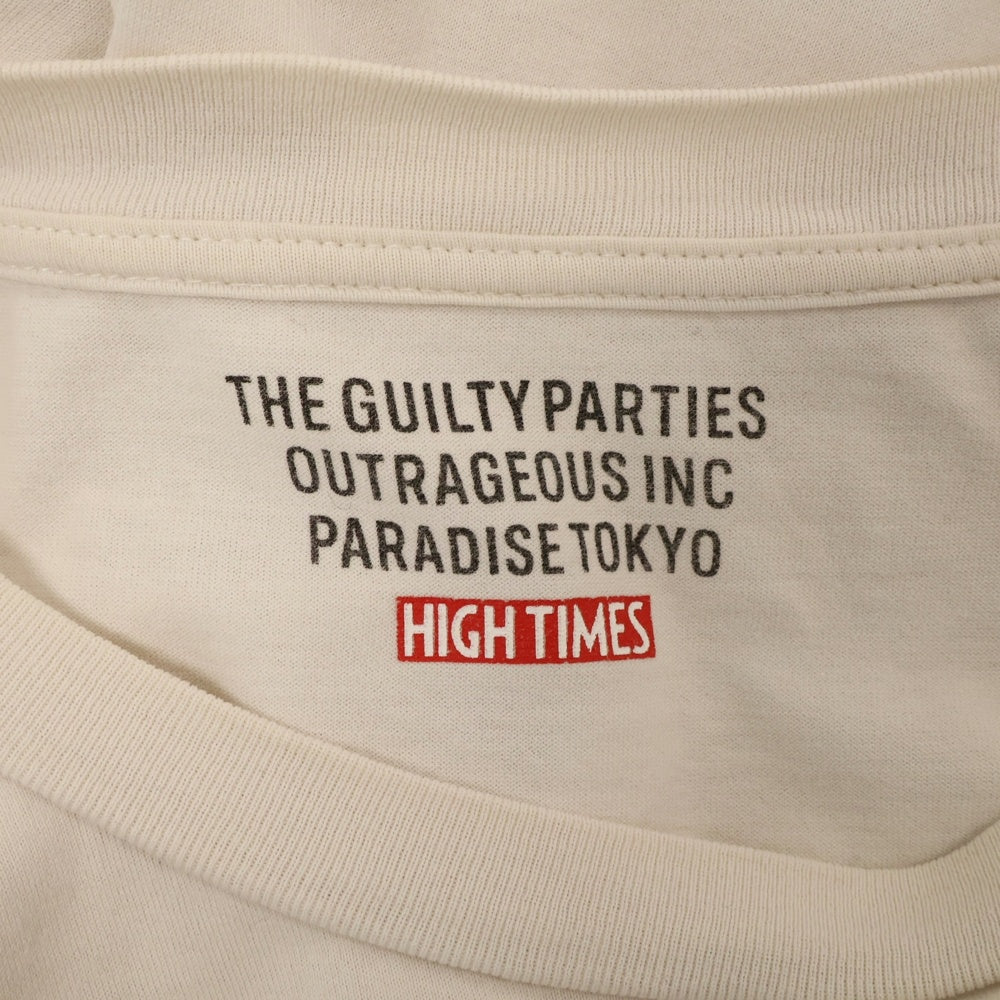 THE GUILTY PARTIES
OUTRAGEOUS INC
PARADISE TOKYO
HIGH TIMES